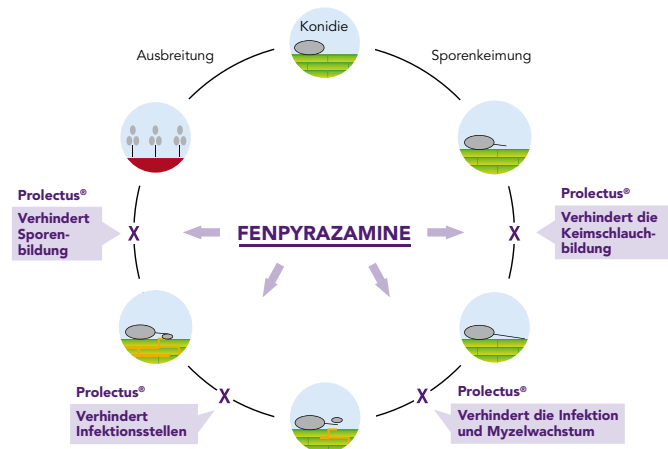 Konidie
Ausbreitung
Sporenkeimung
Prolectus®
Verhindert
Sporen-
bildung
X
FENPYRAZAMINE
X
Prolectus®
Verhindert die
Keimschlauch-
bildung
Prolectus®
Verhindert
Infektionsstellen
X
X
Prolectus®
Verhindert die Infektion
und Myzelwachstum